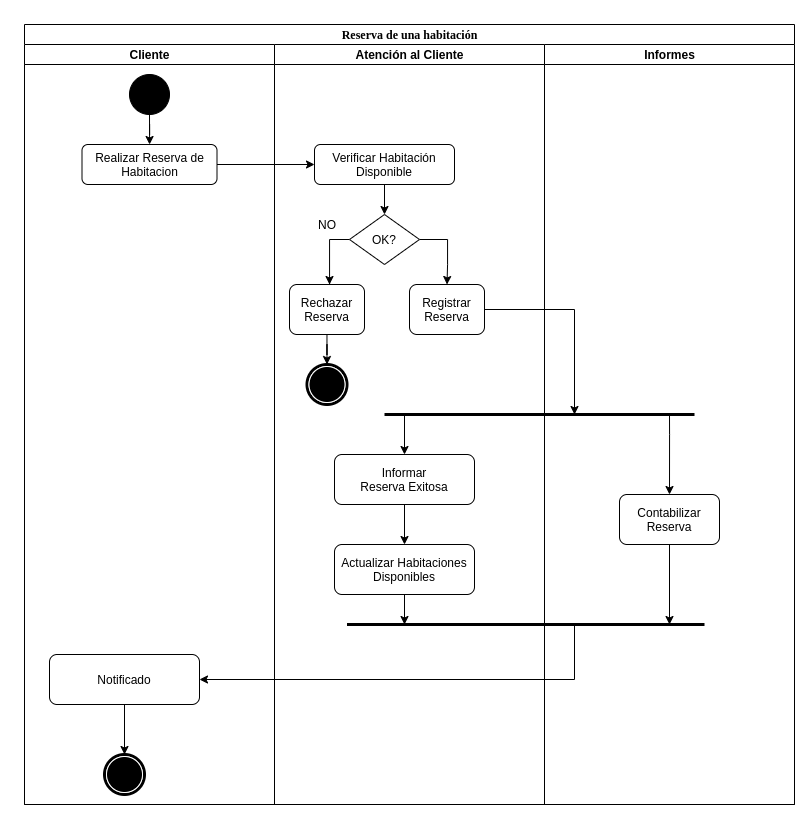 Reserva de una habitación
Cliente
Atención al Cliente
Informes
Realizar Reserva de
Habitacion
Verificar Habitación
Disponible
NO
OK?
Rechazar
Reserva
Registrar
Reserva
Informar
Reserva Exitosa
Contabilizar
Reserva
Actualizar Habitaciones
Disponibles
Notificado